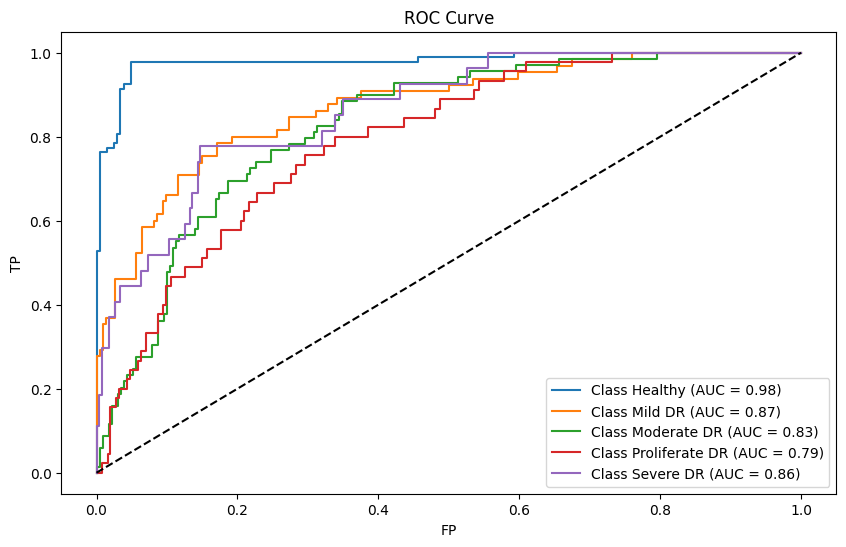 ROC Curve
1.0
0.8
0.6
0.4
0.2
0.0
TP
0.0 0.2 0.4 0.6 0.8 1.0
FP
Class Healthy (AUC = 0.98)
Class Mild DR (AUC = 0.87)
Class Moderate DR (AUC = 0.83)
Class Proliferate DR (AUC = 0.79)
Class Severe DR (AUC = 0.86)